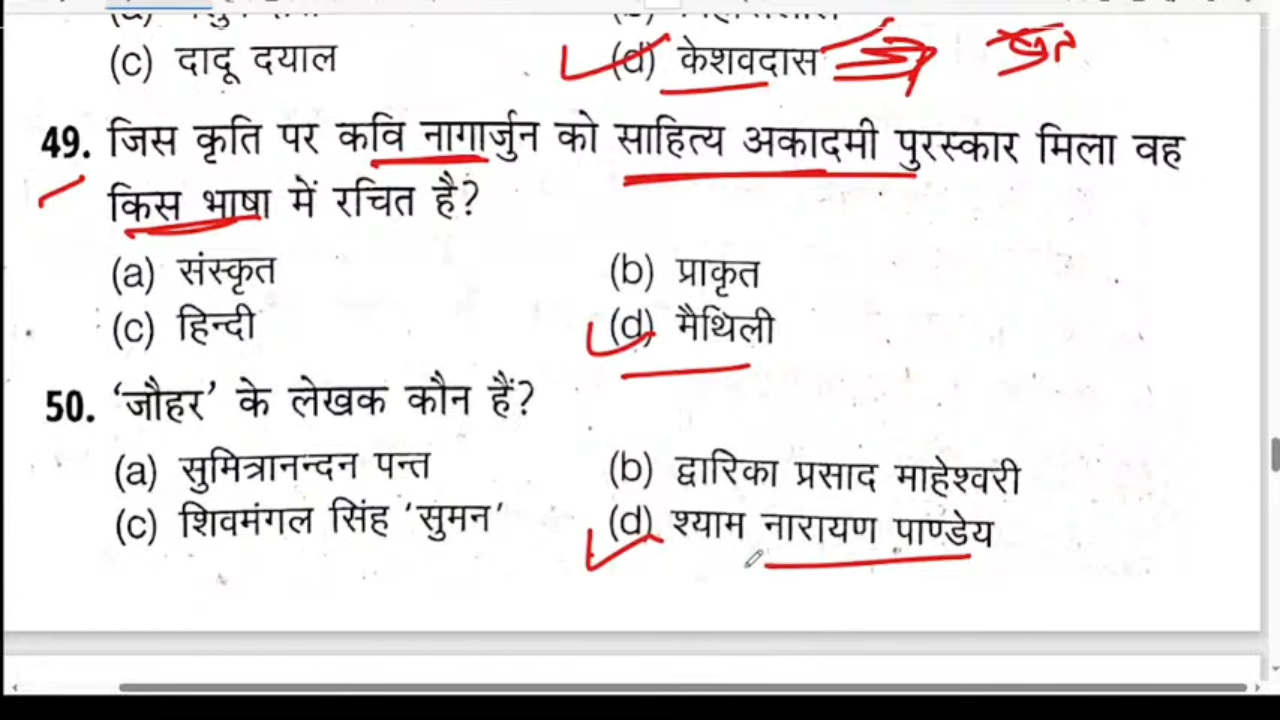 (c) दादू दयाल (d) केशवदास
49. जिस कृति पर कवि नागार्जुन को साहित्य अकादमी पुरस्कार मिला वह
किस भाषा में रचित है?
(a) संस्कृत (b) प्राकृत
(c) हिन्दी (d) मैथिली
50. ‘जौहर’ के लेखक कौन हैं?
(a) सुमित्रानन्दन पन्त (b) द्वारिका प्रसाद माहेश्वरी
(c) शिवमंगल सिंह ‘सुमन’ (d) श्याम नारायण पाण्डेय